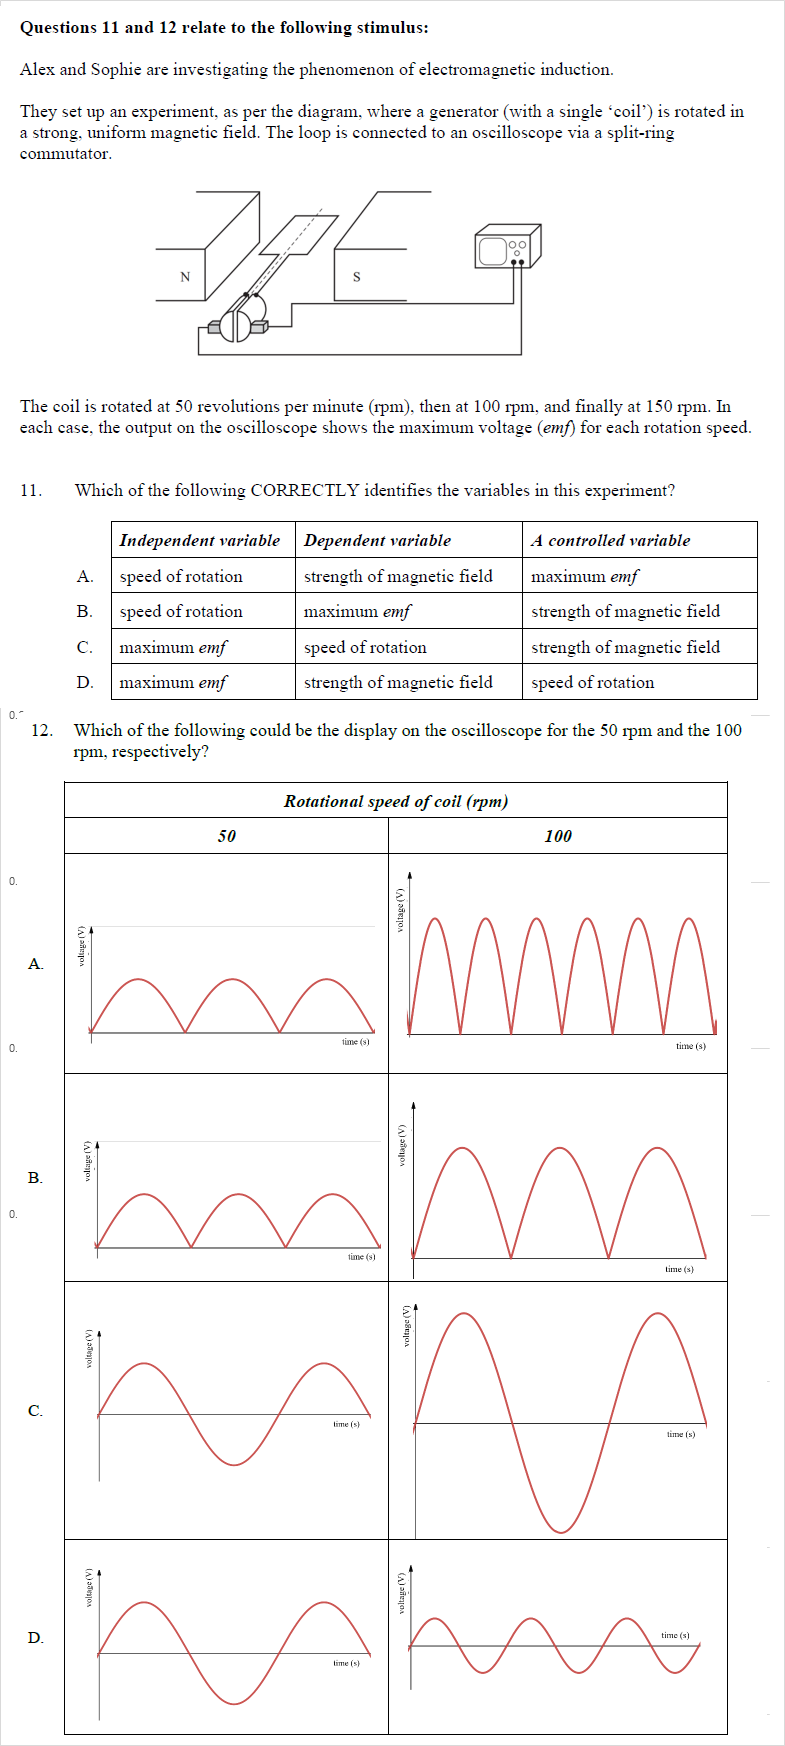 Questions 11 and 12 relate to the following stimulus:
Alex and Sophie are investigating the phenomenon of electromagnetic induction.
They set up an experiment, as per the diagram, where a generator (with a single ‘coil’) is rotated in
a strong, uniform magnetic field. The loop is connected to an oscilloscope via a split-ring
commutator.
N
S
The coil is rotated at 50 revolutions per minute (rpm), then at 100 rpm, and finally at 150 rpm. In
each case, the output on the oscilloscope shows the maximum voltage (emf) for each rotation speed.
11. Which of the following CORRECTLY identifies the variables in this experiment?
Independent variable Dependent variable A controlled variable
A. speed of rotation strength of magnetic field maximum emf
B. speed of rotation maximum emf strength of magnetic field
C. maximum emf speed of rotation strength of magnetic field
D. maximum emf strength of magnetic field speed of rotation
0.
12. Which of the following could be the display on the oscilloscope for the 50 rpm and the 100
rpm, respectively?
Rotational speed of coil (rpm)
50 100
0.
A.
voltage (V)
time (s)
voltage (V)
time (s)
0.
B.
voltage (V)
time (s)
voltage (V)
time (s)
0.
C.
voltage (V)
time (s)
voltage (V)
time (s)
D.
voltage (V)
time (s)
voltage (V)
time (s)